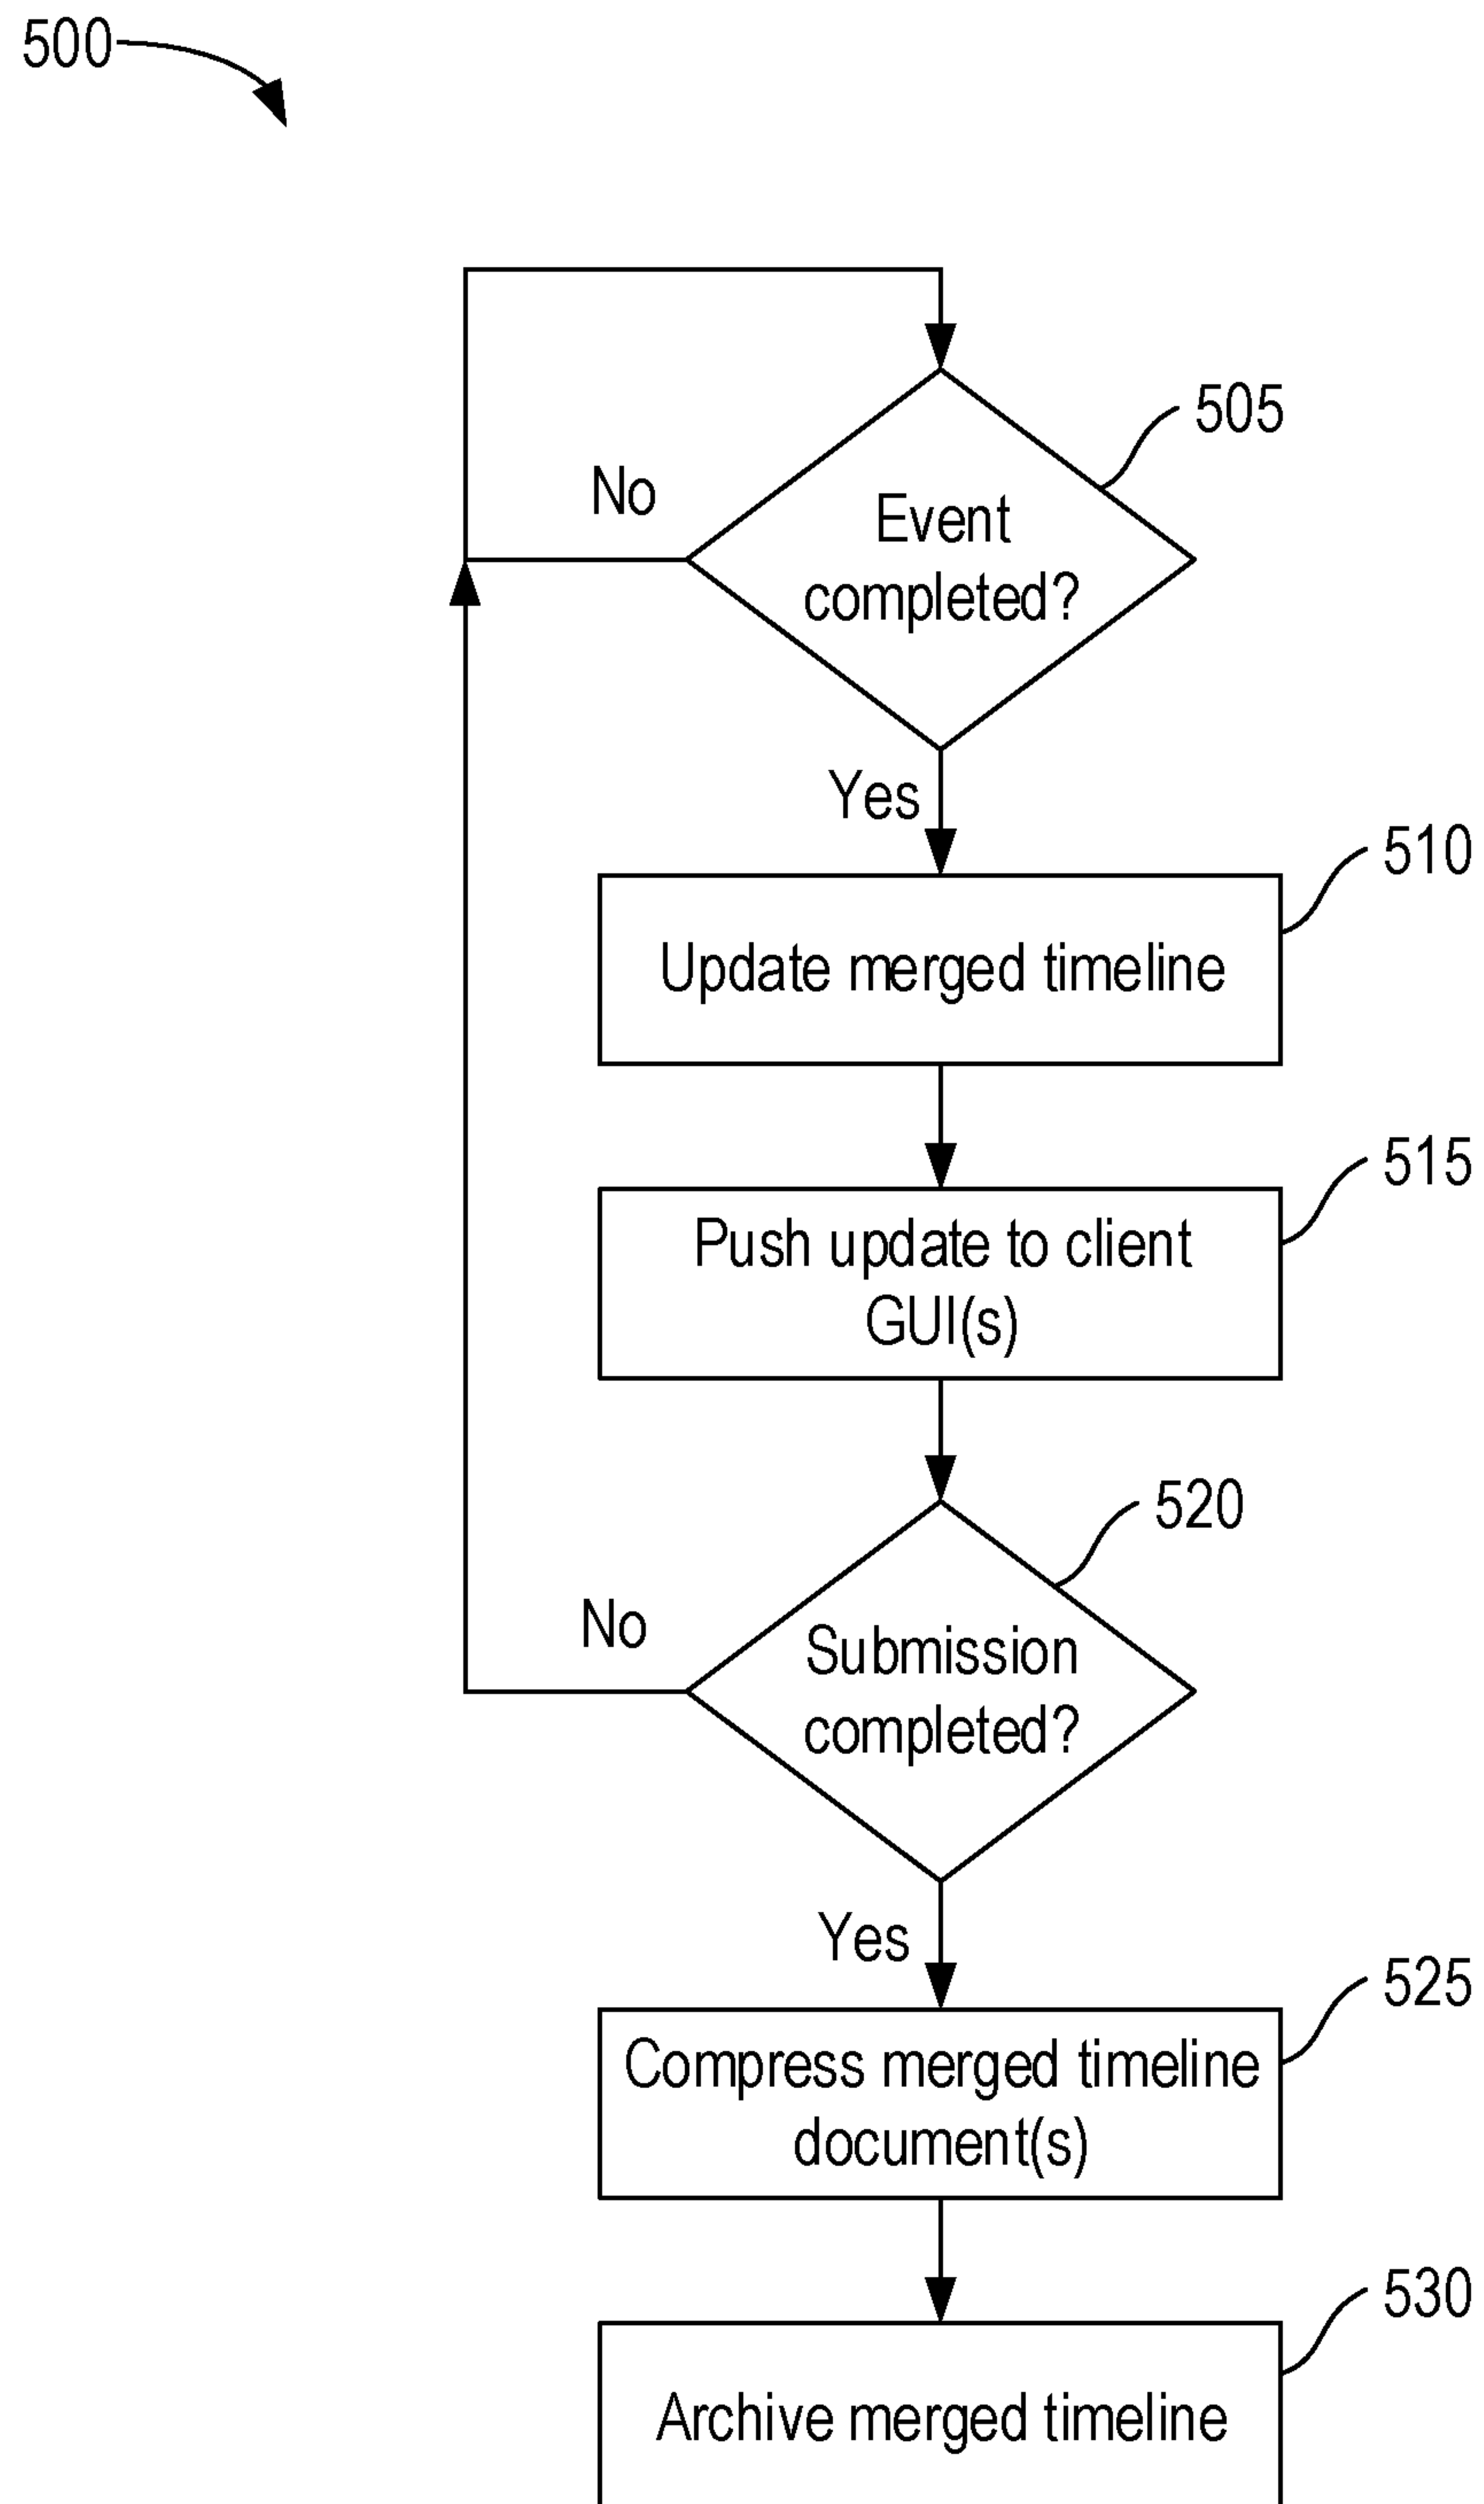 500
505
No
Event
completed?
Yes
510
Update merged timeline
515
Push update to client
GUI(s)
520
No
Submission
completed?
Yes
525
Compress merged timeline
document(s)
530
Archive merged timeline